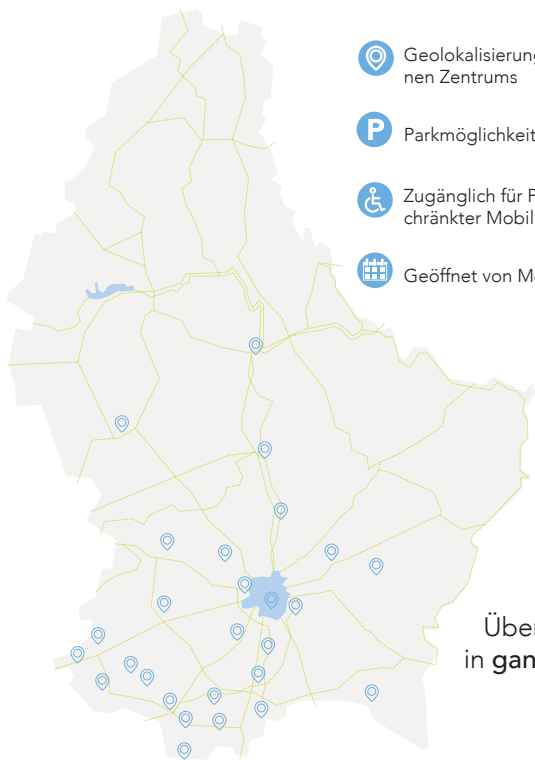 Geolokalisierung
nen Zentrums
P
Parkmöglichkeit
Zugänglich für P
chränkter Mobil
Geöffnet von M
Über
in gan